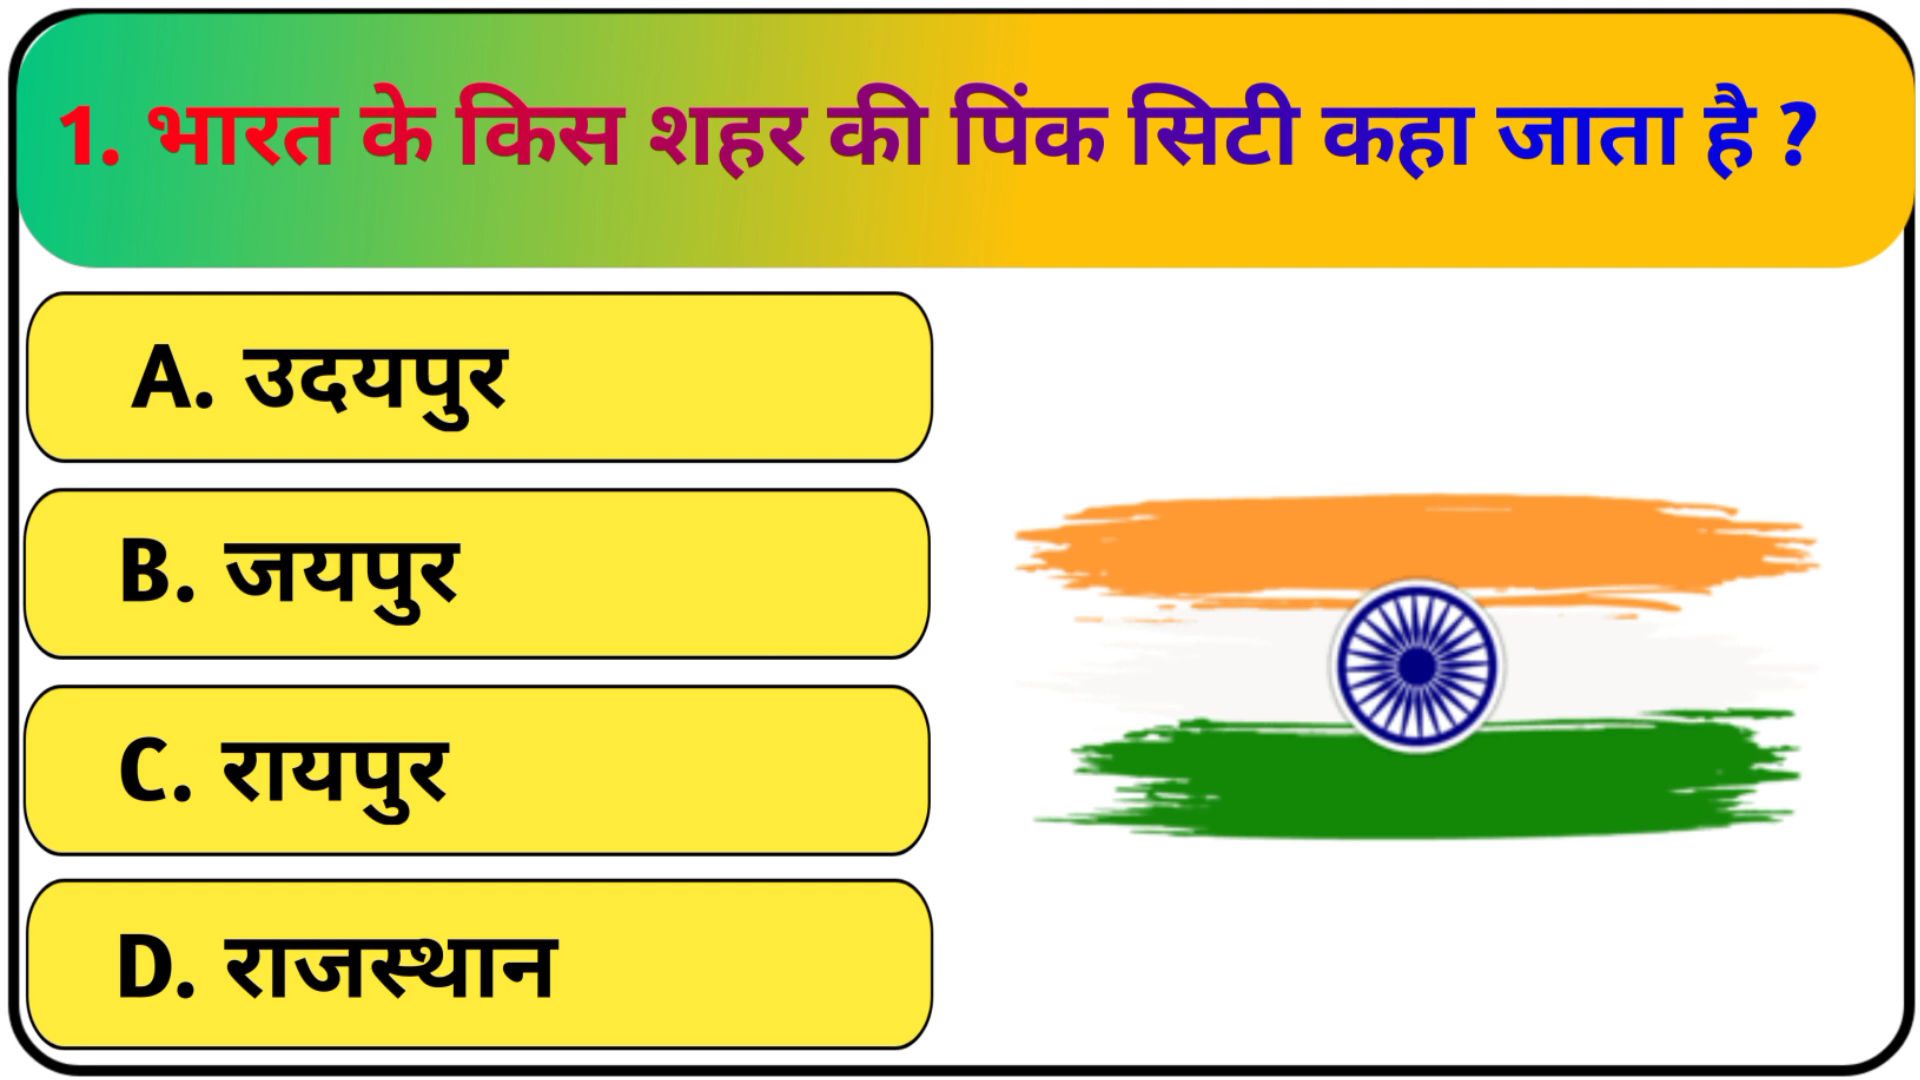 1. भारत के किस शहर की पिंक सिटी कहा जाता है ?
A. उदयपुर
B. जयपुर
C. रायपुर
D. राजस्थान